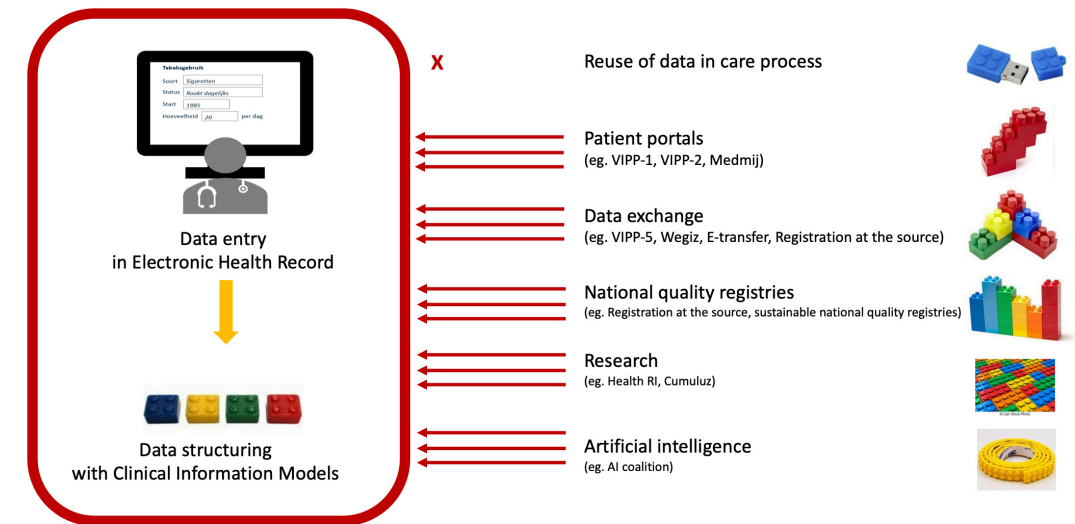 Tabaksgebruik
Soort Sigaretten
Status Rookt dagelijks
Start 1985
Hoeveelheid 20 per dag
Data entry
in Electronic Health Record
Data structuring
with Clinical Information Models
X
Reuse of data in care process
Patient portals
(eg. VIPP-1, VIPP-2, Medmij)
Data exchange
(eg. VIPP-5, Wegiz, E-transfer, Registration at the source)
National quality registries
(eg. Registration at the source, sustainable national quality registries)
Research
(eg. Health RI, Cumuluz)
Artificial intelligence
(eg. AI coalition)